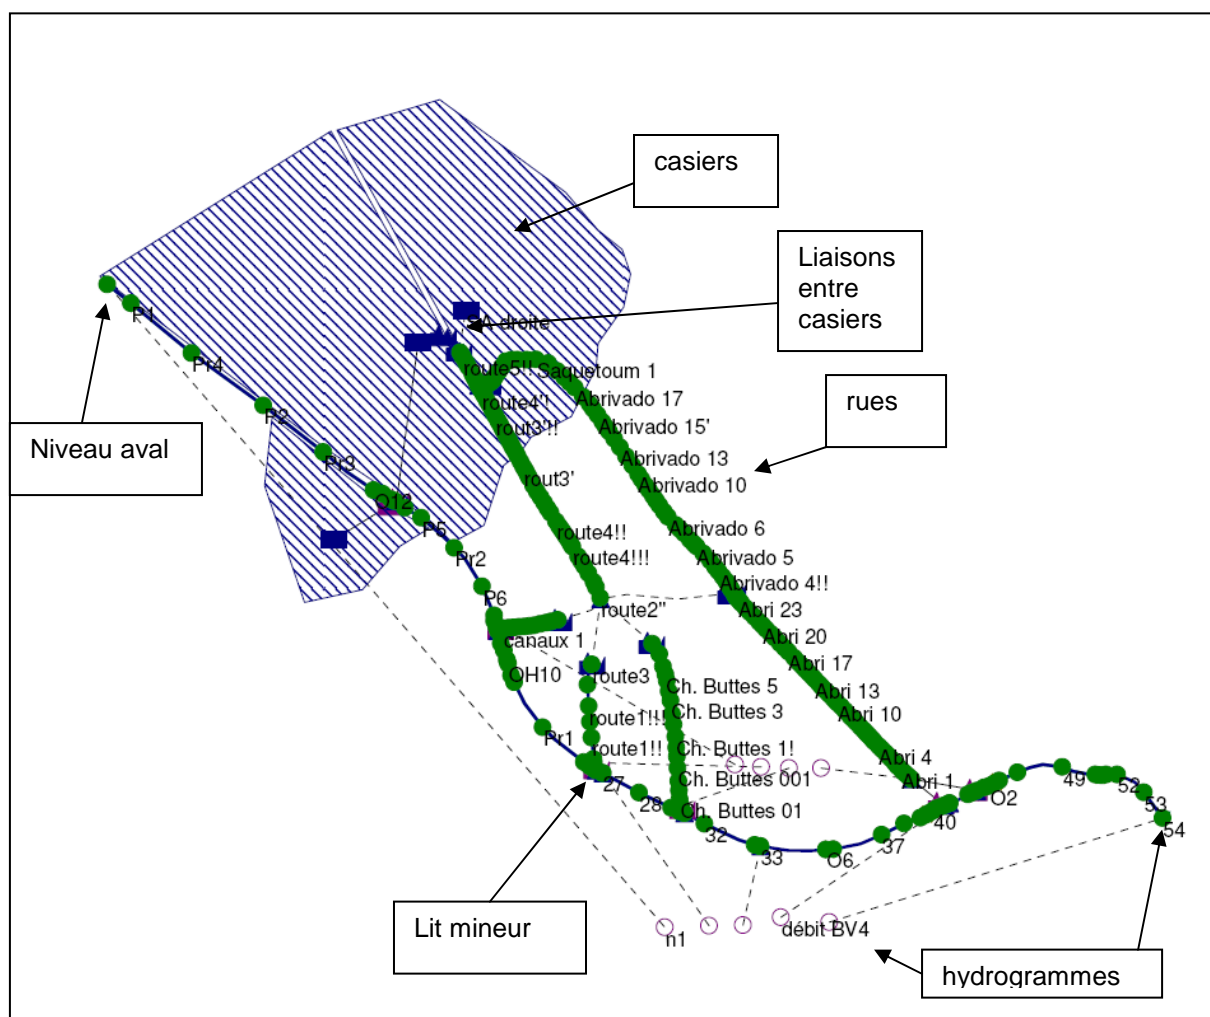 casiers
Liaisons
entre
casiers
SA droite
P1
Pr4
route5!!
Saquetoum 1
rues
route4'!
Abrivado 17
P2
rout3'!!
Abrivado 15'
Niveau aval
Pr3
Abrivado 13
rout3'
Abrivado 10
O12
P5
route4!!
Abrivado 6
Pr2
route4!!!
Abrivado 5
Abrivado 4!!
P6
route2"
Abri 23
canaux 1
Abri 20
OH10
route3
Abri 17
Ch. Buttes 5
Abri 13
Ch. Buttes 3
route1!!!
Abri 10
Pr1
route1!!
Ch. Buttes 1!
Abri 4
49
27
Ch. Buttes 001
Abri 1
52
28
Ch. Buttes 01
O2
53
32
40
54
33
O6
37
Lit mineur
n1
débit BV4
hydrogrammes